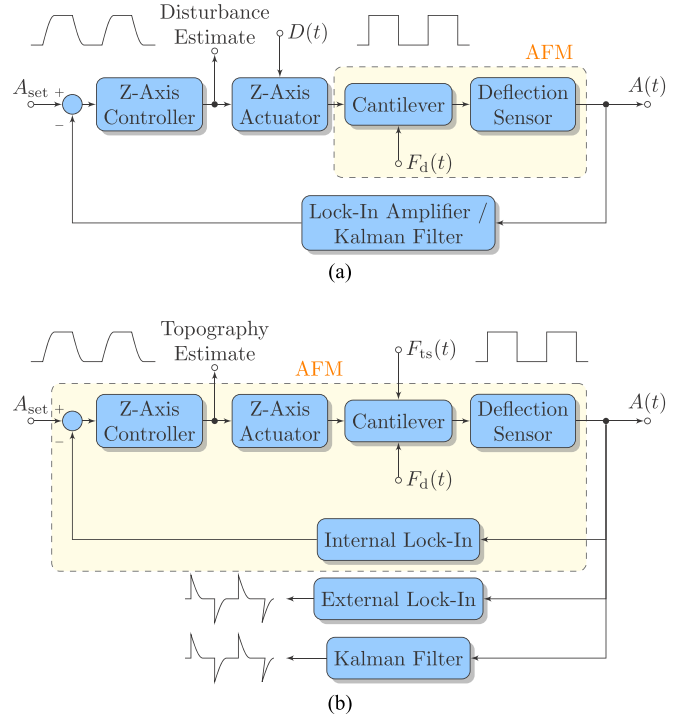 Disturbance
Estimate
D(t)
AFM
A_set
+
−
Z-Axis
Controller
Z-Axis
Actuator
Cantilever
Deflection
Sensor
A(t)
F_d(t)
Lock-In Amplifier /
Kalman Filter
(a)
Topography
Estimate
F_ts(t)
AFM
A_set
+
−
Z-Axis
Controller
Z-Axis
Actuator
Cantilever
Deflection
Sensor
A(t)
F_d(t)
Internal Lock-In
External Lock-In
Kalman Filter
(b)